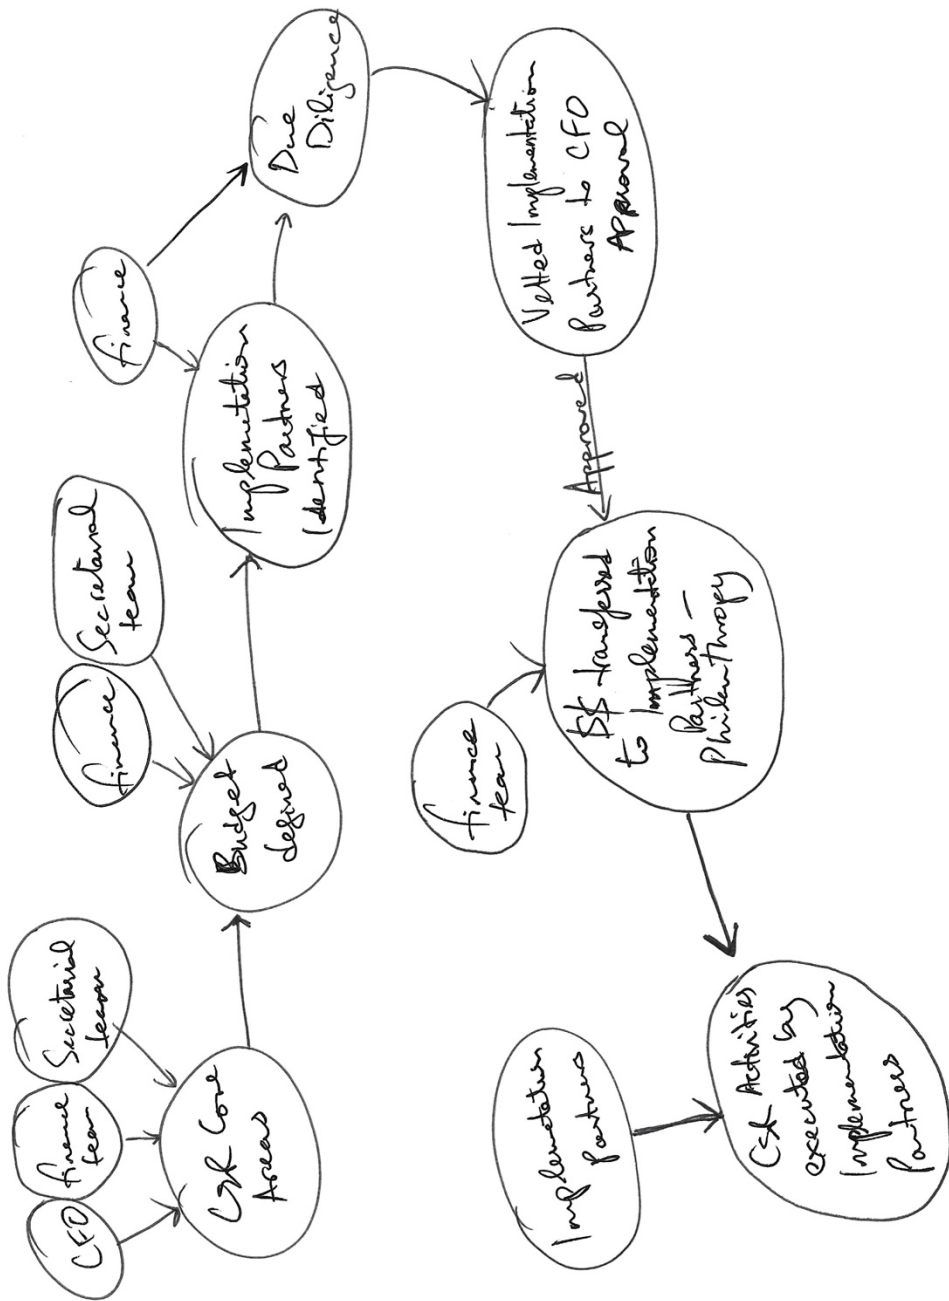 CFO
finance
team
Secretarial
team
CSR Core
Areas
finance
Secretarial
team
Budget
defined
finance
Implementation
Partners
Identified
Due
Diligence
Vetted Implementation
Partners to CFO
Approval
Approved
finance
team
$$ transferred
to Implementation
Partners –
Philanthropy
Implementation
partners
CSR Activities
executed by
Implementation
Partners